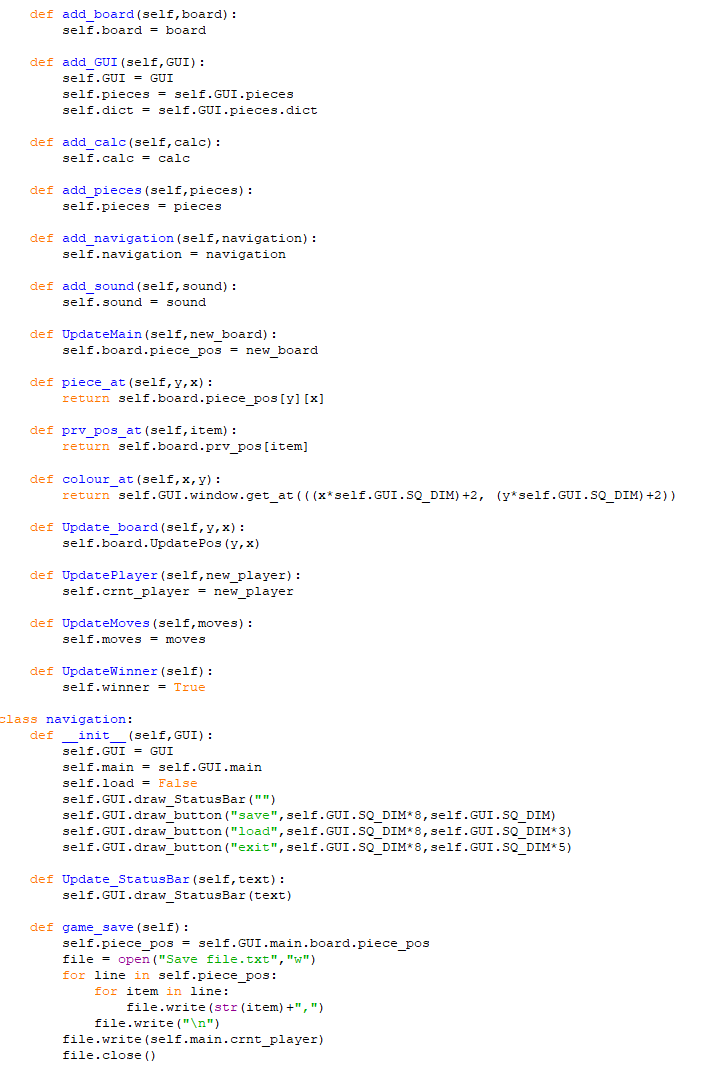 def add_board(self,board):
        self.board = board

    def add_GUI(self,GUI):
        self.GUI = GUI
        self.pieces = self.GUI.pieces
        self.dict = self.GUI.pieces.dict

    def add_calc(self,calc):
        self.calc = calc

    def add_pieces(self,pieces):
        self.pieces = pieces

    def add_navigation(self,navigation):
        self.navigation = navigation

    def add_sound(self,sound):
        self.sound = sound

    def UpdateMain(self,new_board):
        self.board.piece_pos = new_board

    def piece_at(self,y,x):
        return self.board.piece_pos[y][x]

    def prv_pos_at(self,item):
        return self.board.prv_pos[item]

    def colour_at(self,x,y):
        return self.GUI.window.get_at(((x*self.GUI.SQ_DIM)+2, (y*self.GUI.SQ_DIM)+2))

    def Update_board(self,y,x):
        self.board.UpdatePos(y,x)

    def UpdatePlayer(self,new_player):
        self.crnt_player = new_player

    def UpdateMoves(self,moves):
        self.moves = moves

    def UpdateWinner(self):
        self.winner = True

class navigation:
    def __init__(self,GUI):
        self.GUI = GUI
        self.main = self.GUI.main
        self.load = False
        self.GUI.draw_StatusBar("")
        self.GUI.draw_button("save",self.GUI.SQ_DIM*8,self.GUI.SQ_DIM)
        self.GUI.draw_button("load",self.GUI.SQ_DIM*8,self.GUI.SQ_DIM*3)
        self.GUI.draw_button("exit",self.GUI.SQ_DIM*8,self.GUI.SQ_DIM*5)

    def Update_StatusBar(self,text):
        self.GUI.draw_StatusBar(text)

    def game_save(self):
        self.piece_pos = self.GUI.main.board.piece_pos
        file = open("Save file.txt","w")
        for line in self.piece_pos:
            for item in line:
                file.write(str(item)+",")
            file.write("\n")
        file.write(self.main.crnt_player)
        file.close()